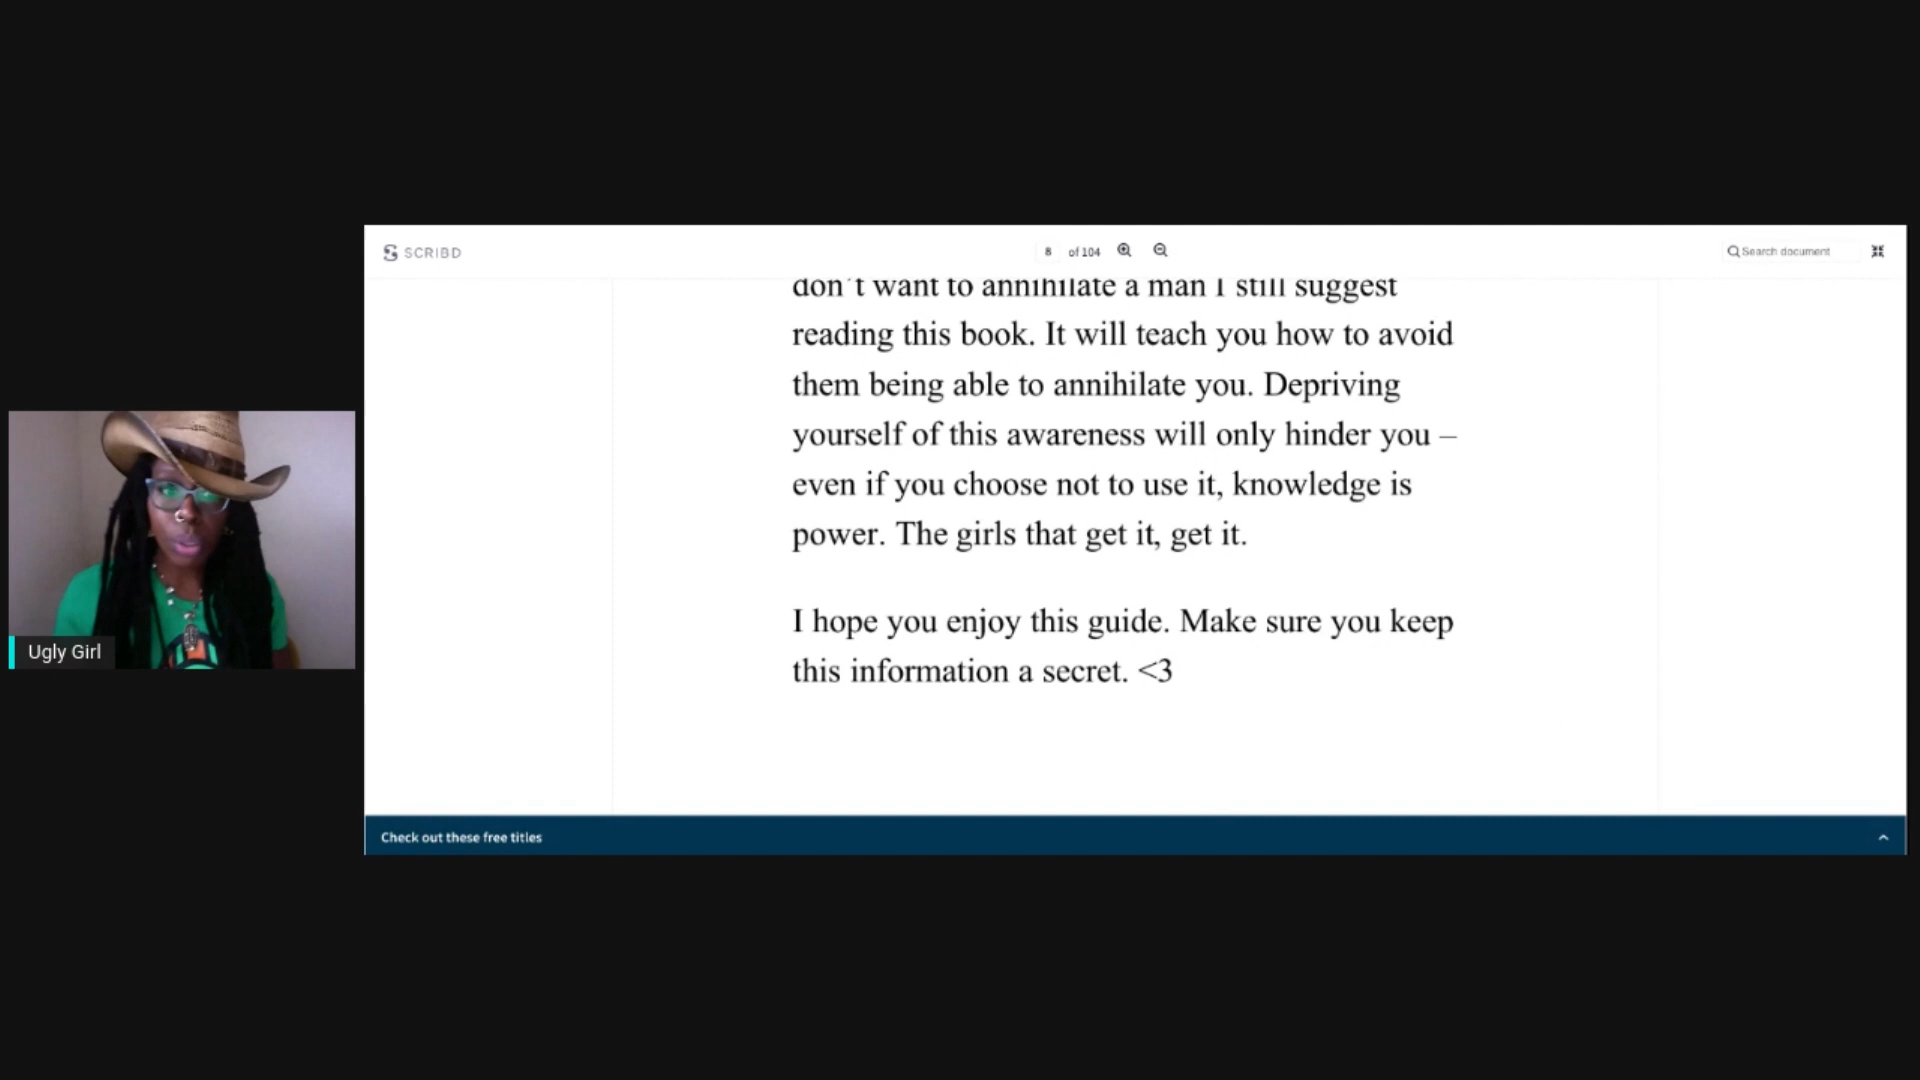 SCRIBD
8 of 104
Search document
don't want to annihilate a man I still suggest
reading this book. It will teach you how to avoid
them being able to annihilate you. Depriving
yourself of this awareness will only hinder you –
even if you choose not to use it, knowledge is
power. The girls that get it, get it.
I hope you enjoy this guide. Make sure you keep
this information a secret. <3
Ugly Girl
Check out these free titles